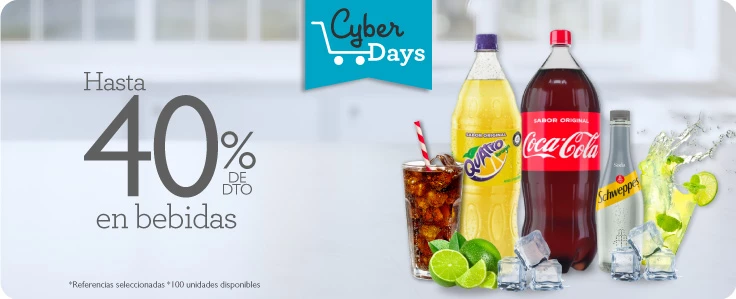 Cyber
Days
Hasta
40%
DE
DTO
en bebidas
*Referencias seleccionadas *100 unidades disponibles
SABOR ORIGINAL
QUATRO
SABOR ORIGINAL
Coca-Cola
Schweppes